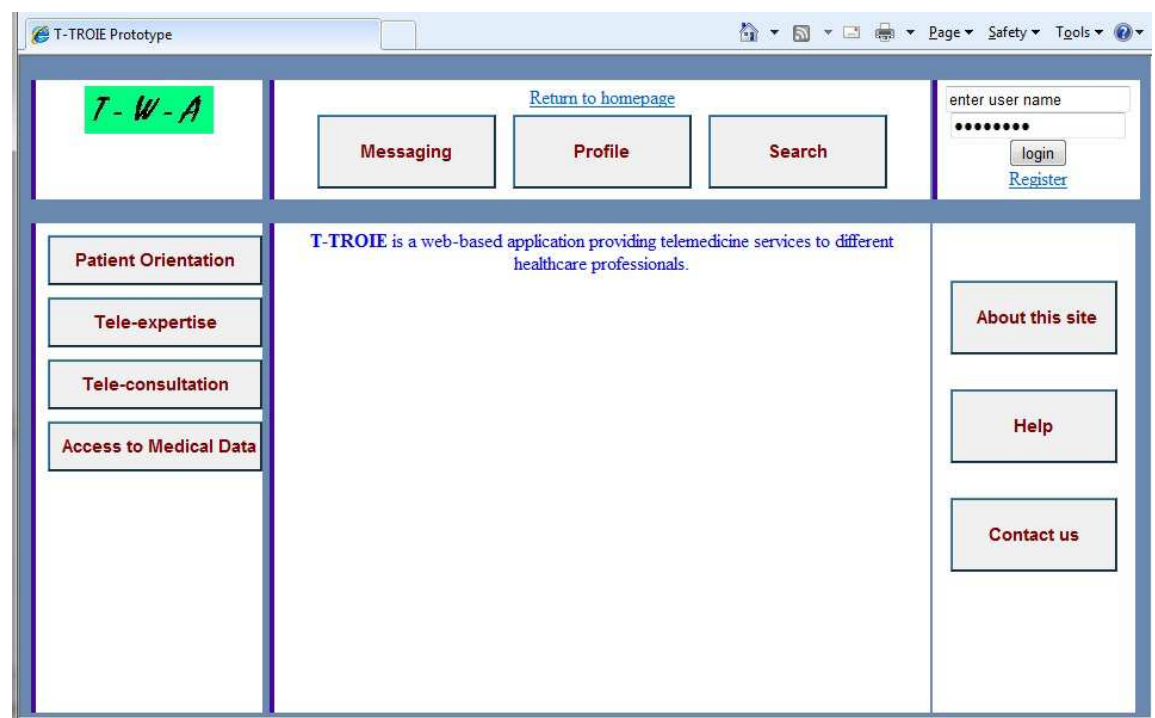 T-TROIE Prototype
Page Safety Tools
T-W-A
Return to homepage
Messaging
Profile
Search
enter user name
••••••••
login
Register
Patient Orientation
Tele-expertise
Tele-consultation
Access to Medical Data
T-TROIE is a web-based application providing telemedicine services to different
healthcare professionals.
About this site
Help
Contact us